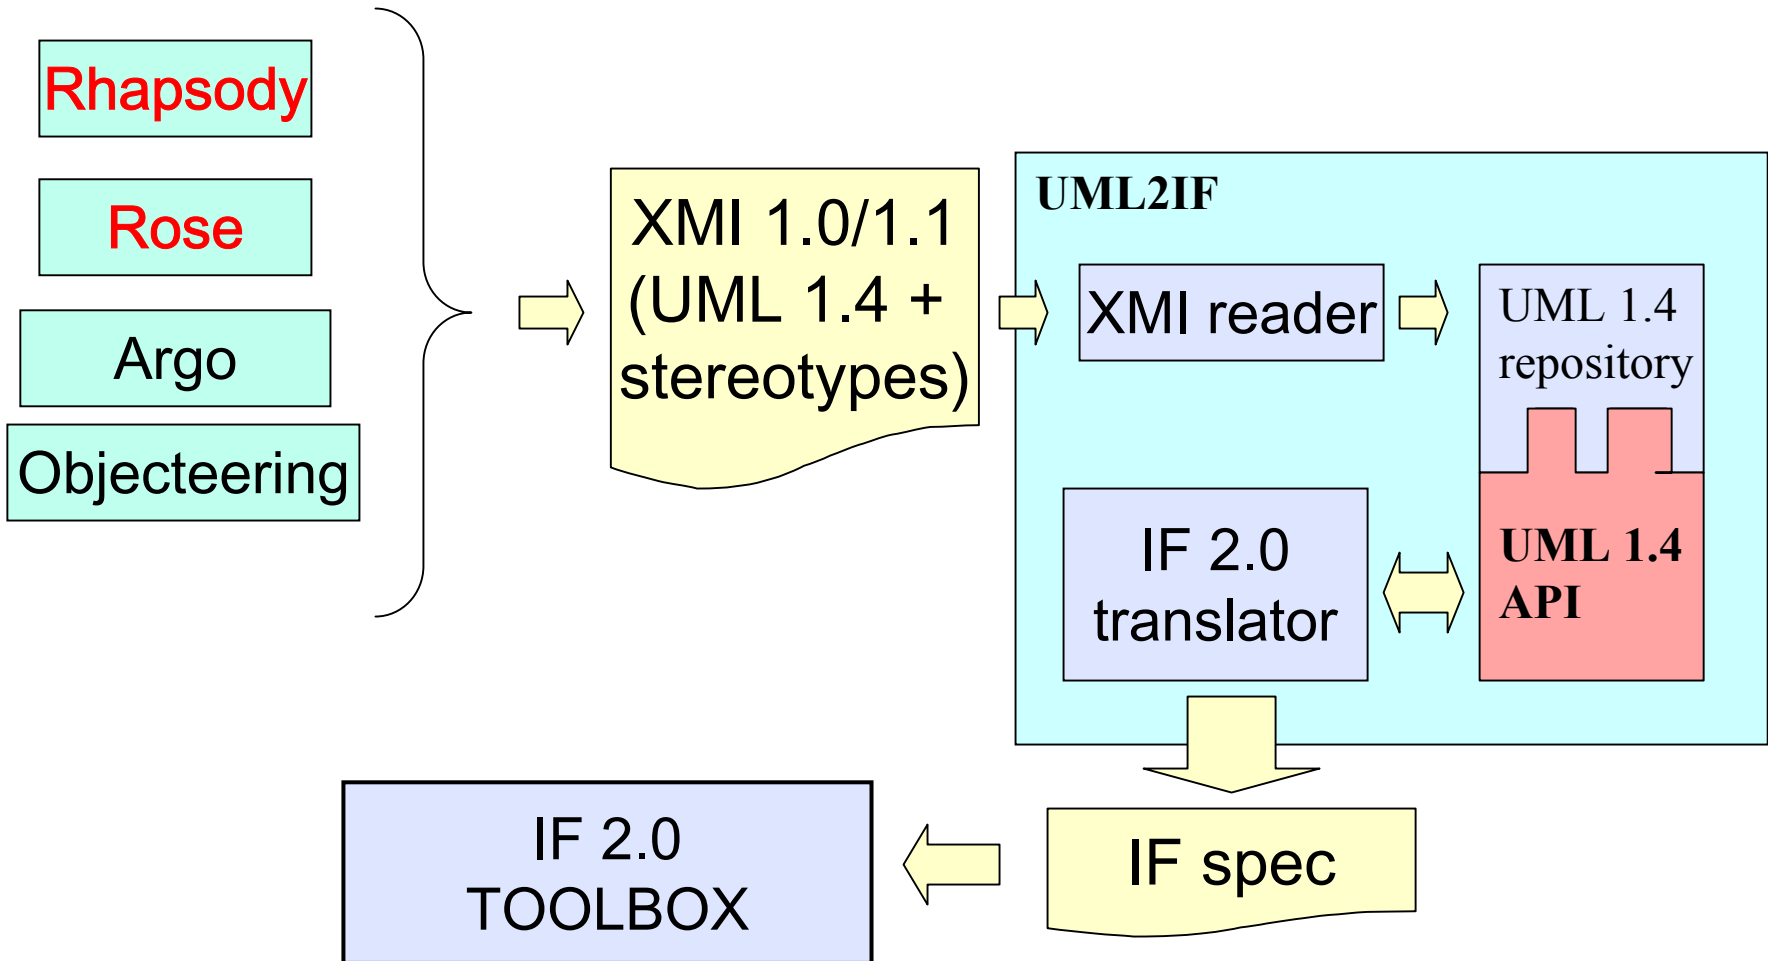 Rhapsody
Rose
Argo
Objecteering
XMI 1.0/1.1
(UML 1.4 +
stereotypes)
UML2IF
XMI reader
UML 1.4
repository
IF 2.0
translator
UML 1.4
API
IF spec
IF 2.0
TOOLBOX